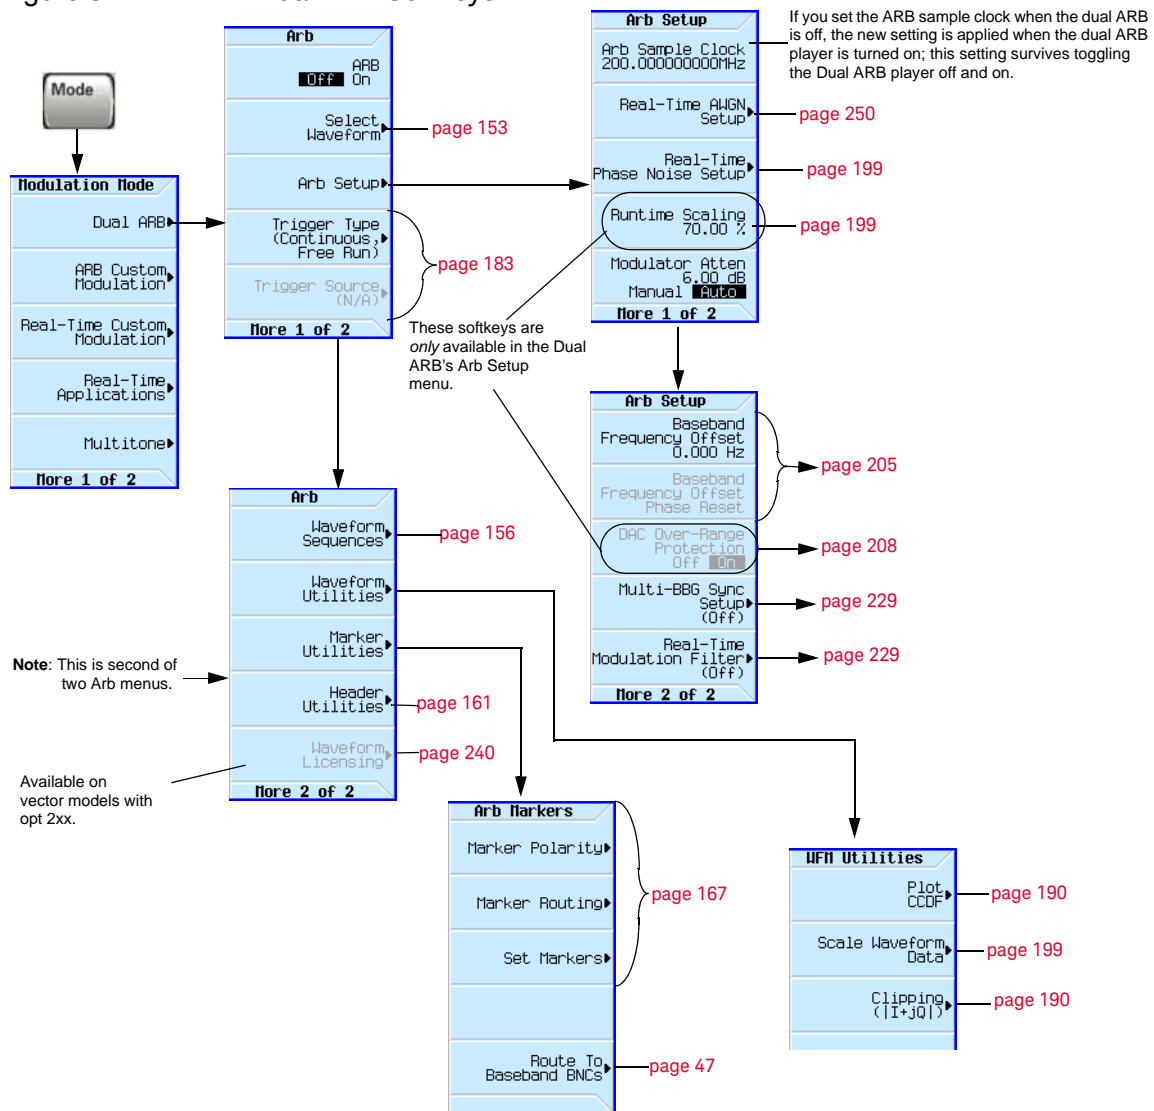 Arb Setup
Arb Sample Clock
200.000000000MHz
Real-Time AWGN
Setup
Real-Time
Phase Noise Setup
Runtime Scaling
70.00 %
Modulator Atten
6.00 dB
Manual Auto
More 1 of 2
If you set the ARB sample clock when the dual ARB
is off, the new setting is applied when the dual ARB
player is turned on; this setting survives toggling
the Dual ARB player off and on.
page 250
page 199
page 199
Arb
ARB
Off On
Select
Waveform
Arb Setup
Trigger Type
(Continuous,
Free Run)
Trigger Source
(N/A)
More 1 of 2
page 153
page 183
Mode
Modulation Mode
Dual ARB
ARB Custom
Modulation
Real-Time Custom
Modulation
Real-Time
Applications
Multitone
More 1 of 2
These softkeys are
only available in the Dual
ARB's Arb Setup
menu.
Arb Setup
Baseband
Frequency Offset
0.000 Hz
Baseband
Frequency Offset
Phase Reset
DAC Over-Range
Protection
Off On
Multi-BBG Sync
Setup
(Off)
Real-Time
Modulation Filter
(Off)
More 2 of 2
page 205
page 208
page 229
page 229
Arb
Waveform
Sequences
Waveform
Utilities
Marker
Utilities
Header
Utilities
Waveform
Licensing
More 2 of 2
page 156
page 161
page 240
Note: This is second of
two Arb menus.
Available on
vector models with
opt 2xx.
Arb Markers
Marker Polarity
Marker Routing
Set Markers
Route To
Baseband BNCs
page 167
page 47
WFM Utilities
Plot
CCDF
Scale Waveform
Data
Clipping
(|I+jQ|)
page 190
page 199
page 190